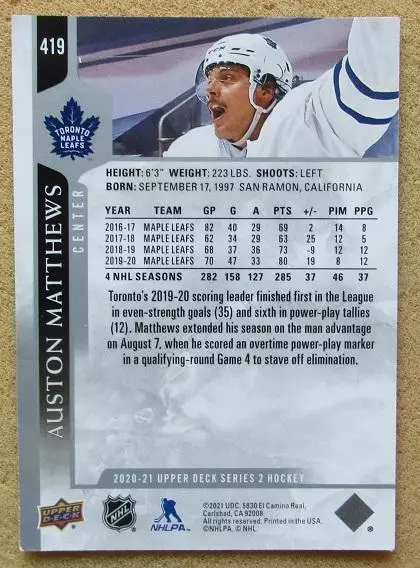 419
TORONTO
MAPLE
LEAFS
AUSTON MATTHEWS
CENTER
HEIGHT: 6'3" WEIGHT: 223 LBS. SHOOTS: LEFT
BORN: SEPTEMBER 17, 1997 SAN RAMON, CALIFORNIA
YEAR TEAM GP G A PTS +/- PIM PPG
2016-17 MAPLE LEAFS 82 40 29 69 2 14 8
2017-18 MAPLE LEAFS 62 34 29 63 25 12 5
2018-19 MAPLE LEAFS 68 37 36 73 -9 12 12
2019-20 MAPLE LEAFS 70 47 33 80 19 8 12
4 NHL SEASONS 282 158 127 285 37 46 37
Toronto's 2019-20 scoring leader finished first in the League
in even-strength goals (35) and sixth in power-play tallies
(12). Matthews extended his season on the man advantage
on August 7, when he scored an overtime power-play marker
in a qualifying-round Game 4 to stave off elimination.
2020-21 UPPER DECK SERIES 2 HOCKEY
UPPER
DECK
NHL
NHLPA
©2021 UDC. 5830 El Camino Real,
Carlsbad, CA 92008
All rights reserved. Printed in the USA.
©NHLPA. © NHL.